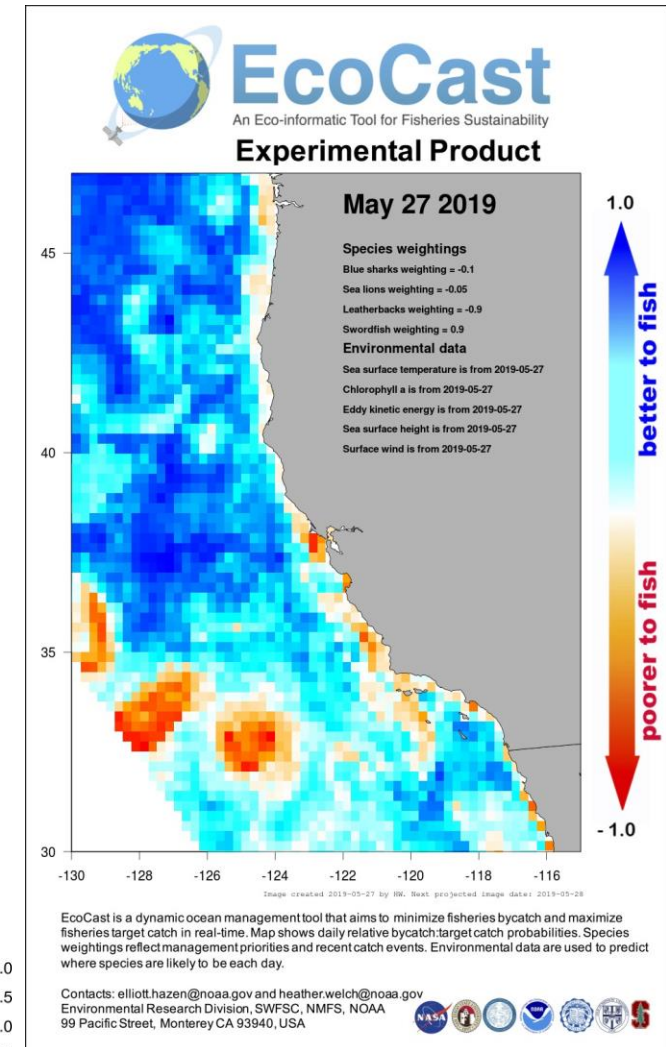 EcoCast
An Eco-informatic Tool for Fisheries Sustainability
Experimental Product
May 27 2019
Species weightings
Blue sharks weighting = -0.1
Sea lions weighting = -0.05
Leatherbacks weighting = -0.9
Swordfish weighting = 0.9
Environmental data
Sea surface temperature is from 2019-05-27
Chlorophyll a is from 2019-05-27
Eddy kinetic energy is from 2019-05-27
Sea surface height is from 2019-05-27
Surface wind is from 2019-05-27
1.0
better to fish
poorer to fish
- 1.0
45
40
35
30
-130 -128 -126 -124 -122 -120 -118 -116
Image created 2019-05-27 by HW. Next projected image date: 2019-05-28
EcoCast is a dynamic ocean management tool that aims to minimize fisheries bycatch and maximize
fisheries target catch in real-time. Map shows daily relative bycatch:target catch probabilities. Species
weightings reflect management priorities and recent catch events. Environmental data are used to predict
where species are likely to be each day.
Contacts: elliott.hazen@noaa.gov and heather.welch@noaa.gov
Environmental Research Division, SWFSC, NMFS, NOAA
99 Pacific Street, Monterey CA 93940, USA
NASA
S
.0
.5
.0